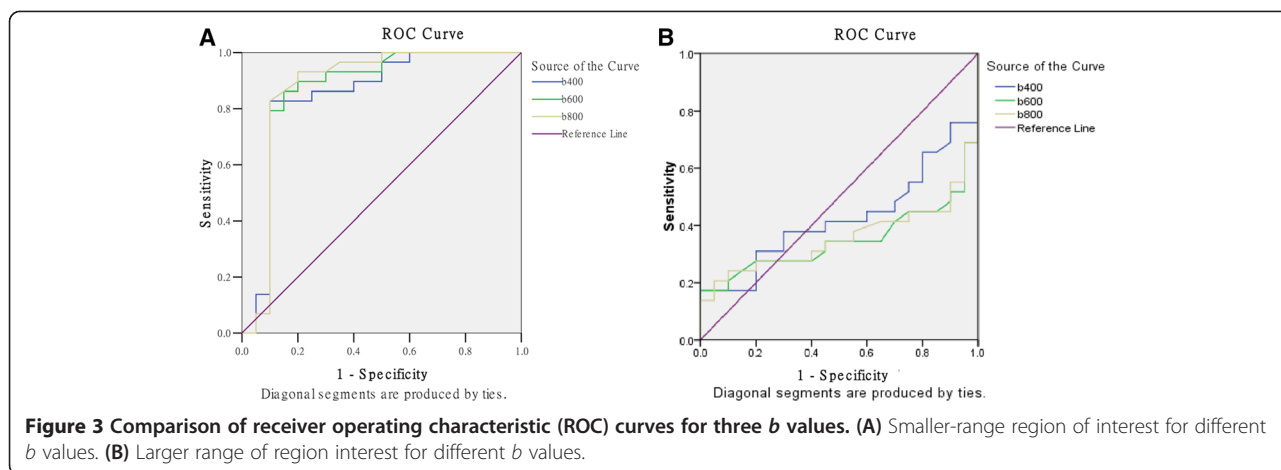 A
ROC Curve
1.0
0.8
0.6
0.4
0.2
0.0
Sensitivity
0.0 0.2 0.4 0.6 0.8 1.0
1 - Specificity
Diagonal segments are produced by ties.
Source of the Curve
b400
b600
b800
Reference Line
B
ROC Curve
1.0
0.8
0.6
0.4
0.2
0.0
Sensitivity
0.0 0.2 0.4 0.6 0.8 1.0
1 - Specificity
Diagonal segments are produced by ties.
Source of the Curve
b400
b600
b800
Reference Line
Figure 3 Comparison of receiver operating characteristic (ROC) curves for three b values. (A) Smaller-range region of interest for different
b values. (B) Larger range of region interest for different b values.